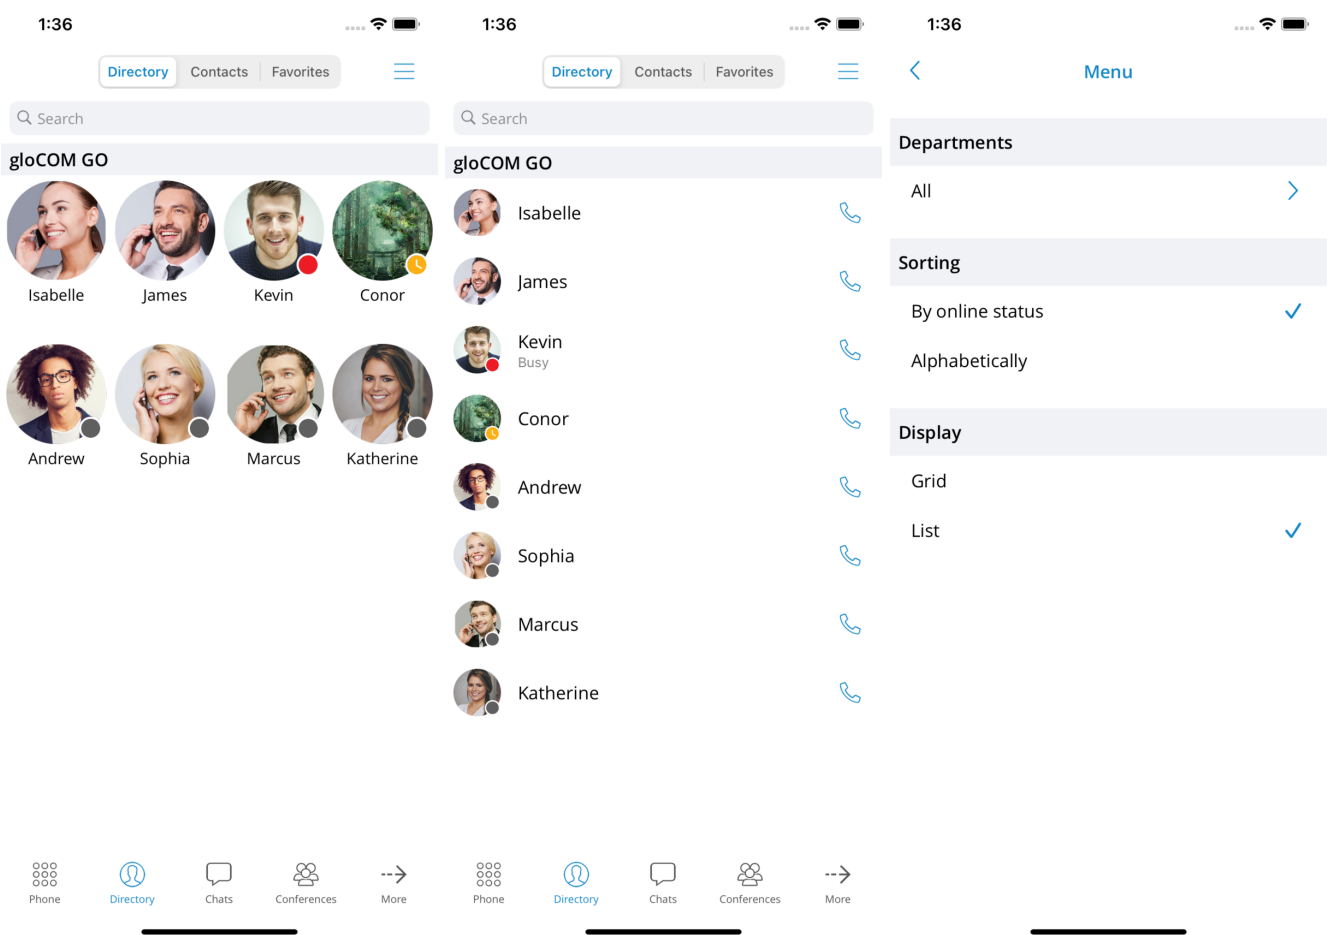 1:36
Directory
Contacts
Favorites
Search
gloCOM GO
Isabelle
James
Kevin
Conor
Andrew
Sophia
Marcus
Katherine
Phone
Directory
Chats
Conferences
More
1:36
Directory
Contacts
Favorites
Search
gloCOM GO
Isabelle
James
Kevin
Busy
Conor
Andrew
Sophia
Marcus
Katherine
Phone
Directory
Chats
Conferences
More
1:36
Menu
Departments
All
Sorting
By online status
Alphabetically
Display
Grid
List